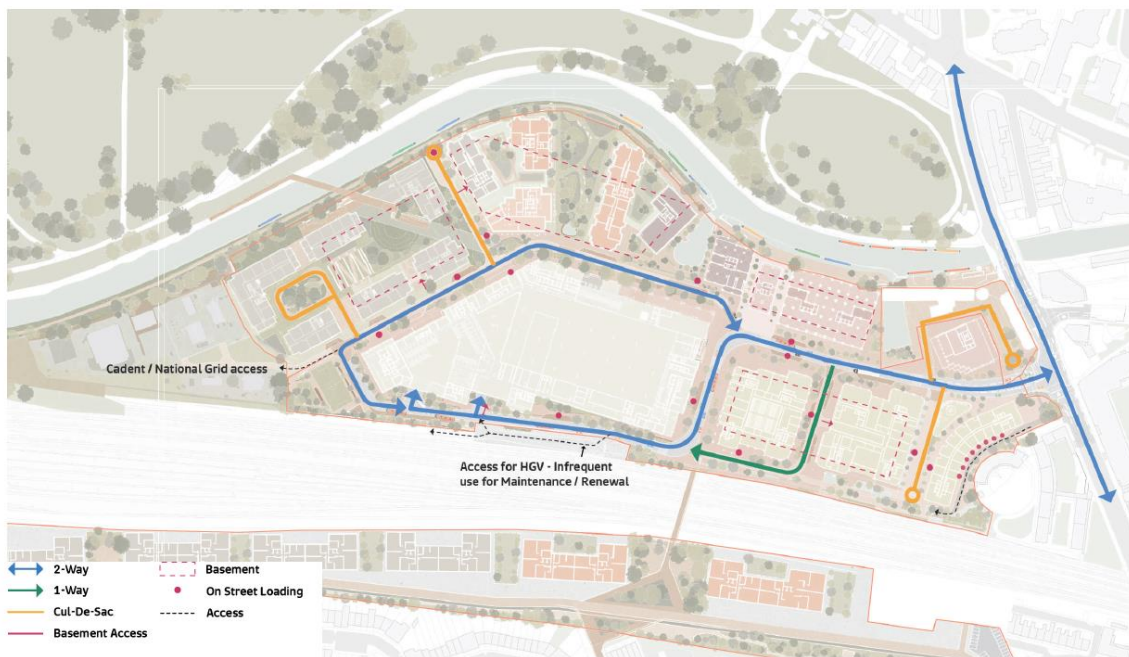 Cadent / National Grid access
Access for HGV - Infrequent
use for Maintenance / Renewal
2-Way
1-Way
Cul-De-Sac
Basement Access
Basement
On Street Loading
Access